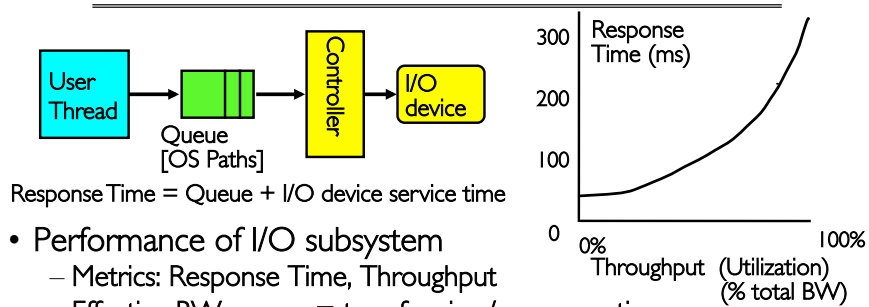 User
Thread
Queue
[OS Paths]
Controller
I/O
device
Response Time = Queue + I/O device service time
• Performance of I/O subsystem
– Metrics: Response Time, Throughput
Response
Time (ms)
300
200
100
0
0%
100%
Throughput (Utilization)
(% total BW)